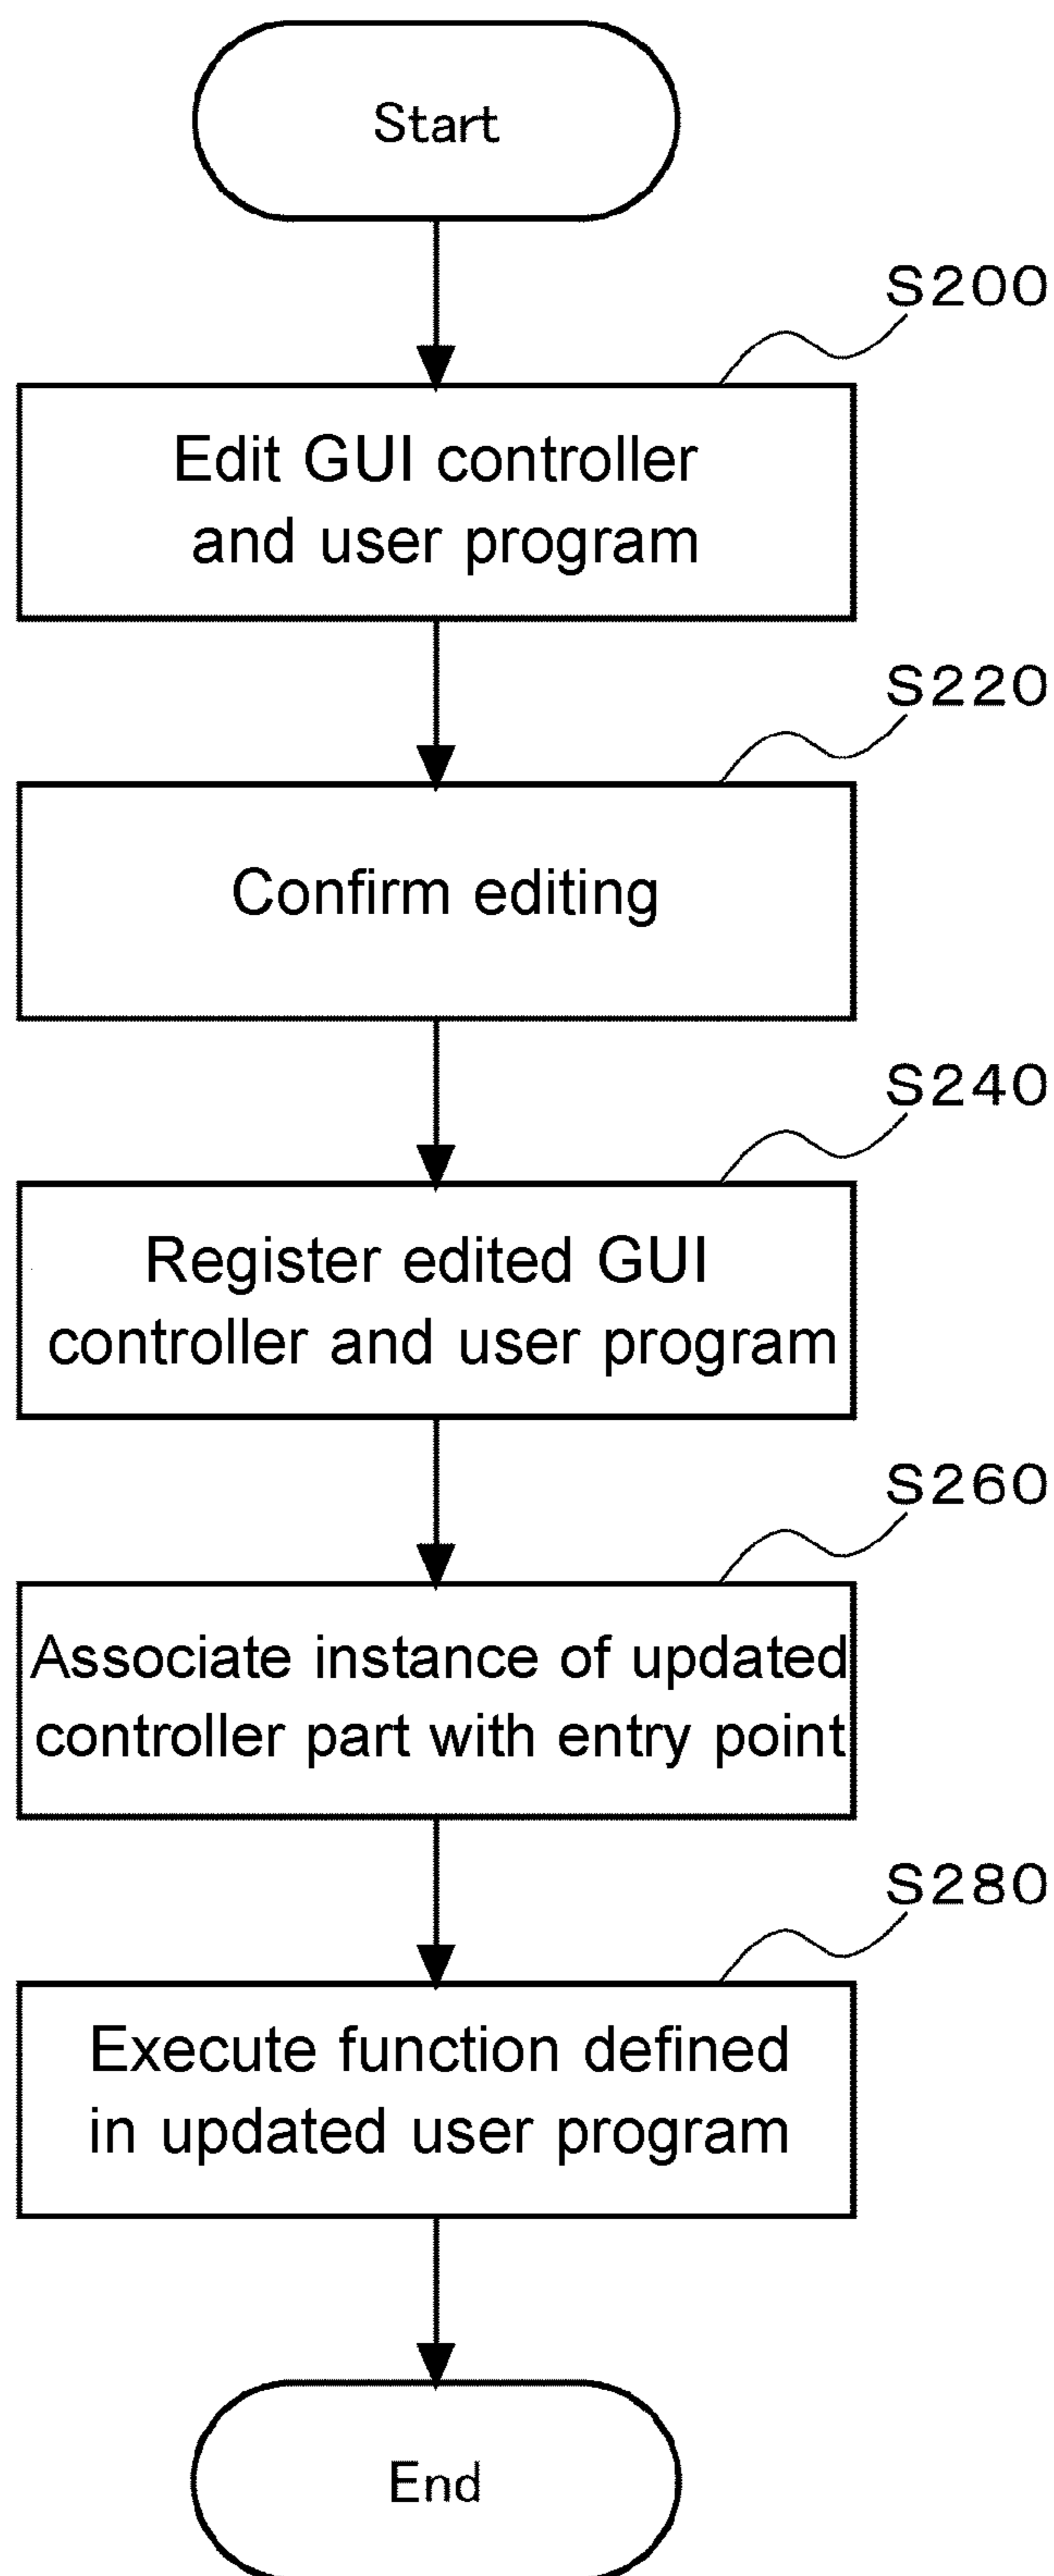 Start
S200
Edit GUI controller
and user program
S220
Confirm editing
S240
Register edited GUI
controller and user program
S260
Associate instance of updated
controller part with entry point
S280
Execute function defined
in updated user program
End